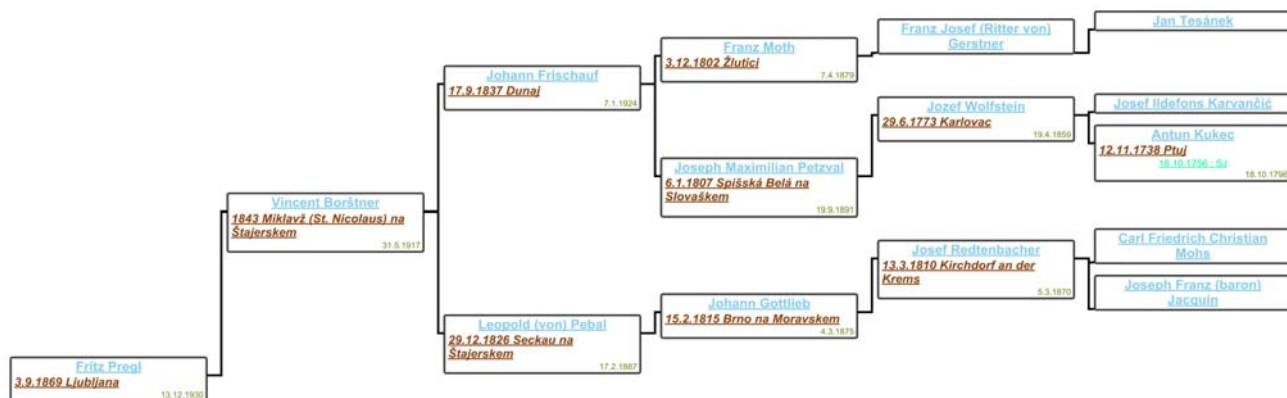 Jan Tesánek
Franz Josef (Ritter von)
Gerstner
Franz Moth
3.12.1802 Žlutici
7.4.1879
Johann Frischauf
17.9.1837 Dunaj
7.1.1924
Jozef Wolfstein
29.6.1773 Karlovac
19.4.1859
Josef Ildefons Karvančić
Antun Kukec
12.11.1738 Ptuj
18.10.1756 : SJ
18.10.1796
Joseph Maximilian Petzval
6.1.1807 Spišská Belá na
Slovaškem
19.9.1891
Vincent Borštner
1843 Miklavž (St. Nicolaus) na
Štajerskem
31.5.1917
Josef Redtenbacher
13.3.1810 Kirchdorf an der
Krems
5.3.1870
Carl Friedrich Christian
Mohs
Joseph Franz (baron)
Jacquin
Johann Gottlieb
15.2.1815 Brno na Moravskem
4.3.1875
Leopold (von) Pebal
29.12.1826 Seckau na
Štajerskem
17.2.1887
Fritz Pregl
3.9.1869 Ljubljana
13.12.1930